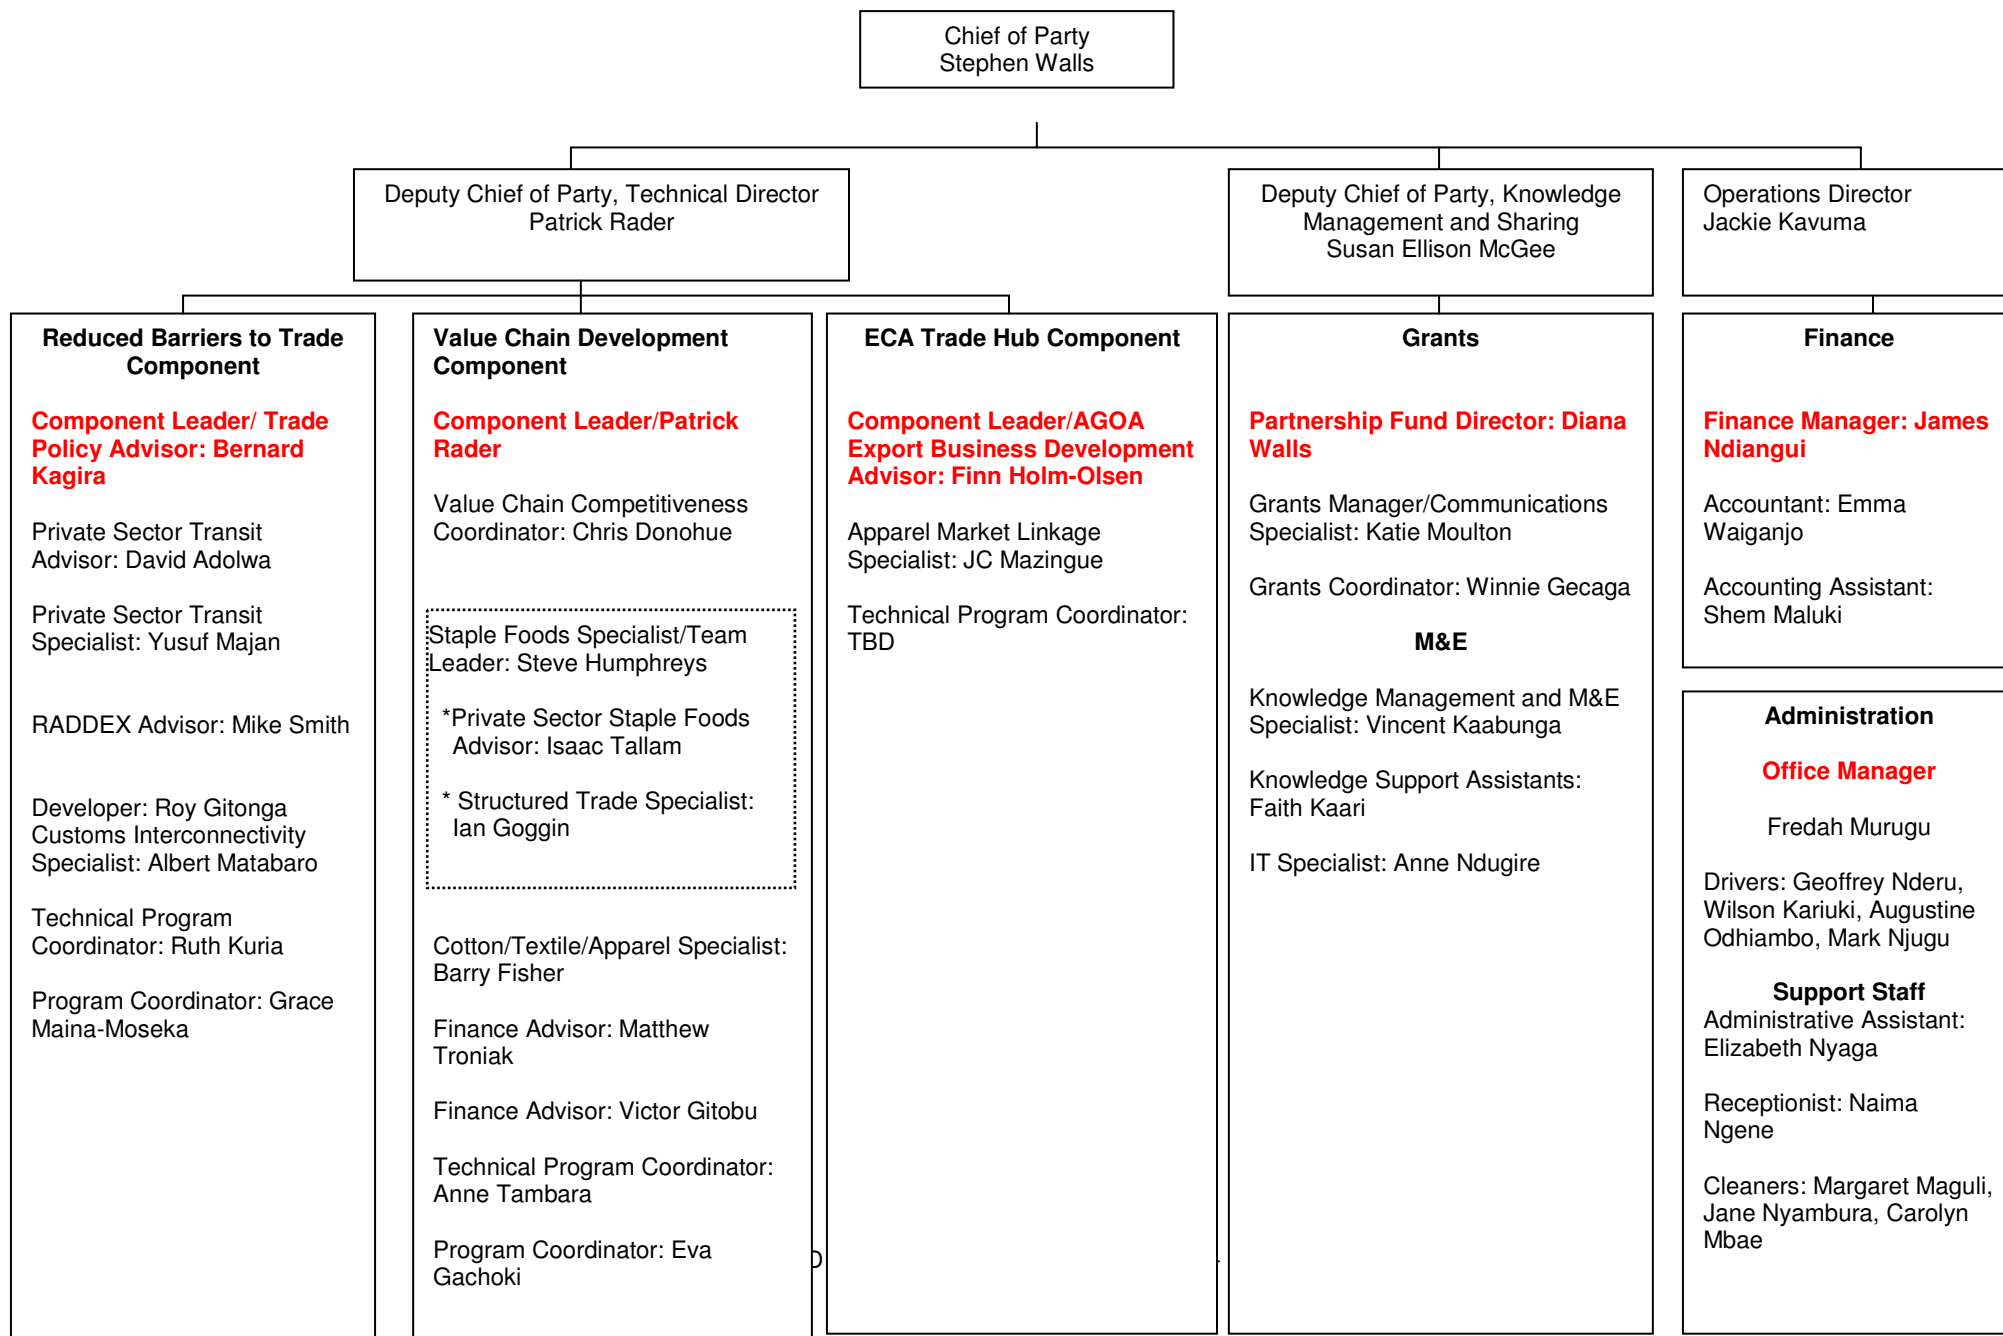 Chief of Party
Stephen Walls
Deputy Chief of Party, Technical Director
Patrick Rader
Deputy Chief of Party, Knowledge
Management and Sharing
Susan Ellison McGee
Operations Director
Jackie Kavuma
Reduced Barriers to Trade
Component
Component Leader/ Trade
Policy Advisor: Bernard
Kagira
Private Sector Transit
Advisor: David Adolwa
Private Sector Transit
Specialist: Yusuf Majan
RADDEX Advisor: Mike Smith
Developer: Roy Gitonga
Customs Interconnectivity
Specialist: Albert Matabaro
Technical Program
Coordinator: Ruth Kuria
Program Coordinator: Grace
Maina-Moseka
Value Chain Development
Component
Component Leader/Patrick
Rader
Value Chain Competitiveness
Coordinator: Chris Donohue
Staple Foods Specialist/Team
Leader: Steve Humphreys
*Private Sector Staple Foods
Advisor: Isaac Tallam
* Structured Trade Specialist:
Ian Goggin
Cotton/Textile/Apparel Specialist:
Barry Fisher
Finance Advisor: Matthew
Troniak
Finance Advisor: Victor Gitobu
Technical Program Coordinator:
Anne Tambara
Program Coordinator: Eva
Gachoki
ECA Trade Hub Component
Component Leader/AGOA
Export Business Development
Advisor: Finn Holm-Olsen
Apparel Market Linkage
Specialist: JC Mazingue
Technical Program Coordinator:
TBD
Grants
Partnership Fund Director: Diana
Walls
Grants Manager/Communications
Specialist: Katie Moulton
Grants Coordinator: Winnie Gecaga
M&E
Knowledge Management and M&E
Specialist: Vincent Kaabunga
Knowledge Support Assistants:
Faith Kaari
IT Specialist: Anne Ndugire
Finance
Finance Manager: James
Ndiangui
Accountant: Emma
Waiganjo
Accounting Assistant:
Shem Maluki
Administration
Office Manager
Fredah Murugu
Drivers: Geoffrey Nderu,
Wilson Kariuki, Augustine
Odhiambo, Mark Njugu
Support Staff
Administrative Assistant:
Elizabeth Nyaga
Receptionist: Naima
Ngene
Cleaners: Margaret Maguli,
Jane Nyambura, Carolyn
Mbae